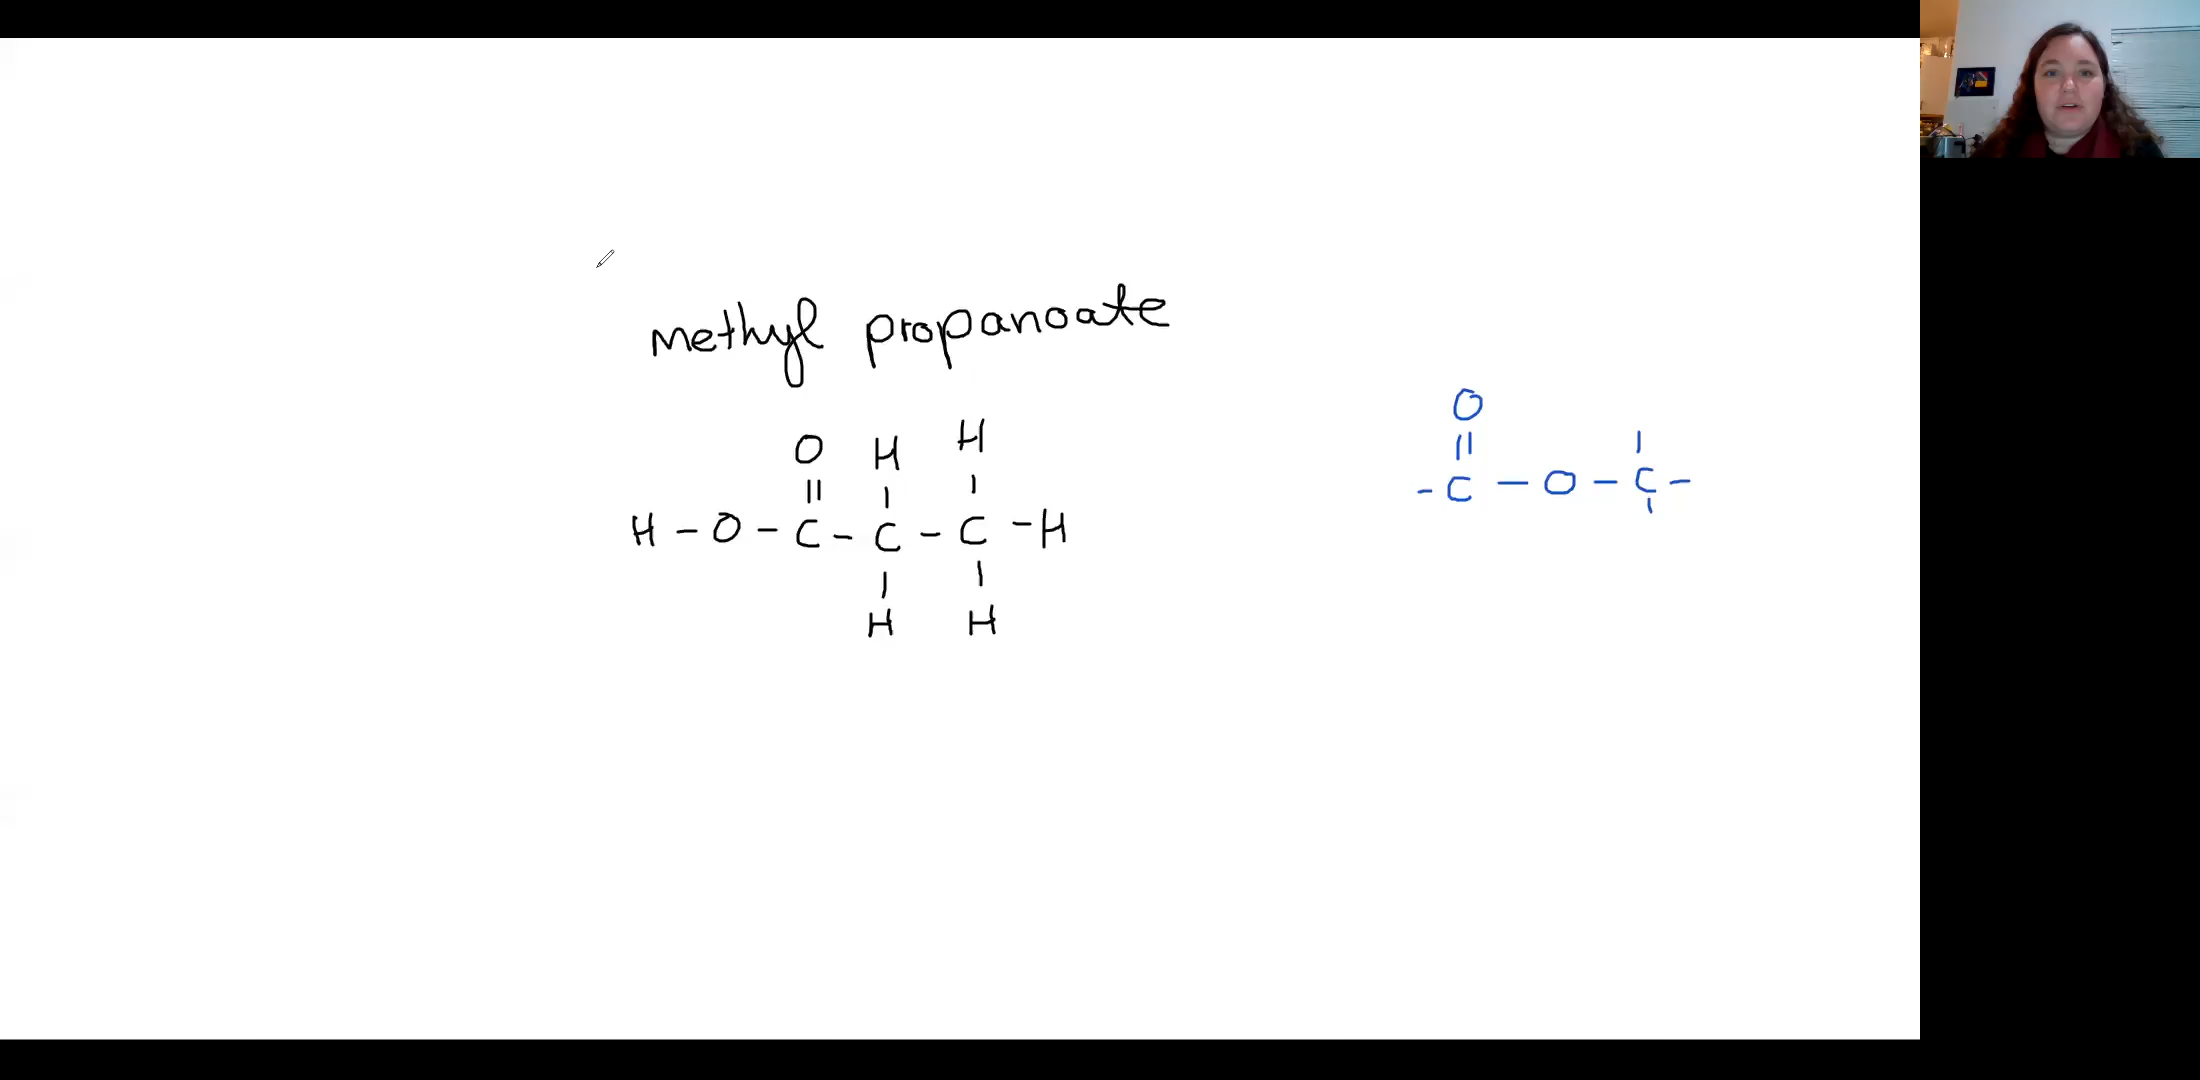 methyl propanoate
O H H
H - O - C - C - C - H
H H
O
- C - O - C -